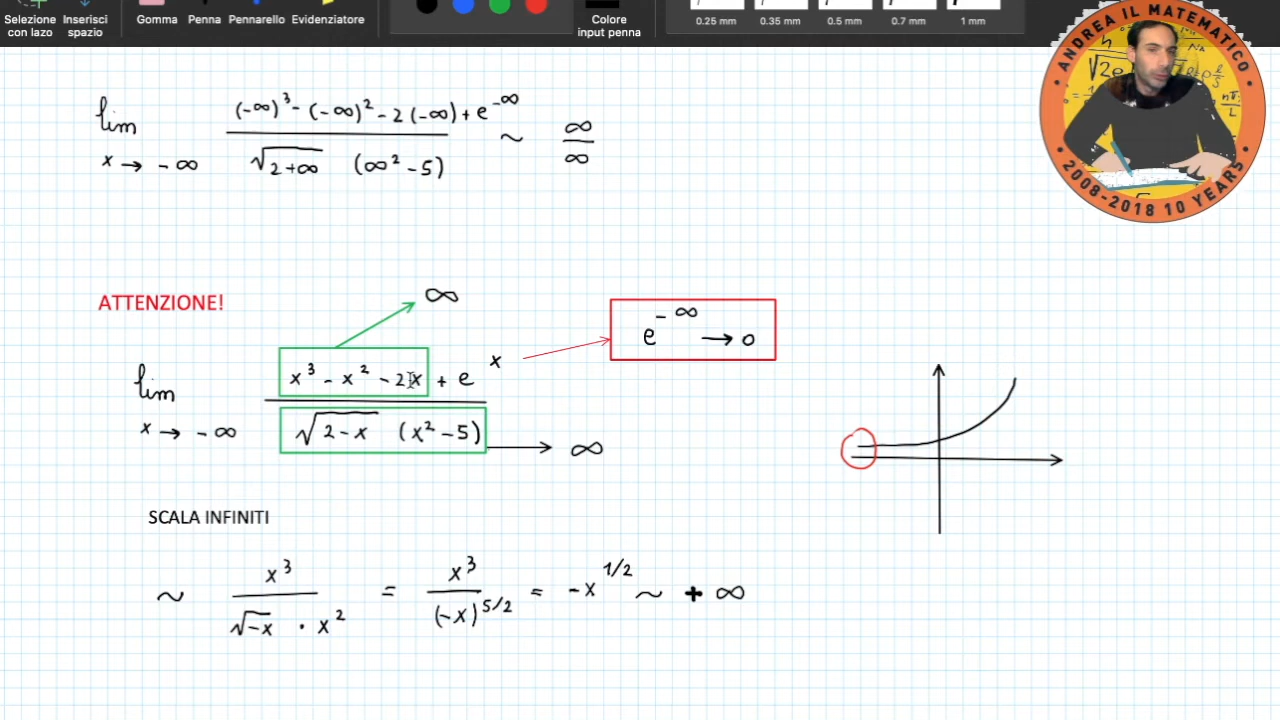 Selezione con lazo
Inserisci spazio
Gomma Penna Pennarello Evidenziatore
Colore input penna
0.25 mm 0.35 mm 0.5 mm 0.7 mm 1 mm
ANDREA IL MATEMATICO
2008-2018 10 YEARS
lim x → -∞ ((-∞)³ - (-∞)² - 2(-∞) + e^-∞) / (√(2+∞) (∞² - 5)) ~ ∞/∞
ATTENZIONE!
∞
e^-∞ → 0
lim x → -∞ (x³ - x² - 2x + e^x) / (√(2-x) (x² - 5)) → ∞
SCALA INFINITI
~ x³ / (√-x · x²) = x³ / (-x)^5/2 = -x^1/2 ~ + ∞